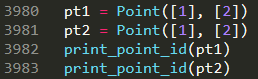 3980 pt1 = Point([1], [2])
3981 pt2 = Point([1], [2])
3982 print_point_id(pt1)
3983 print_point_id(pt2)